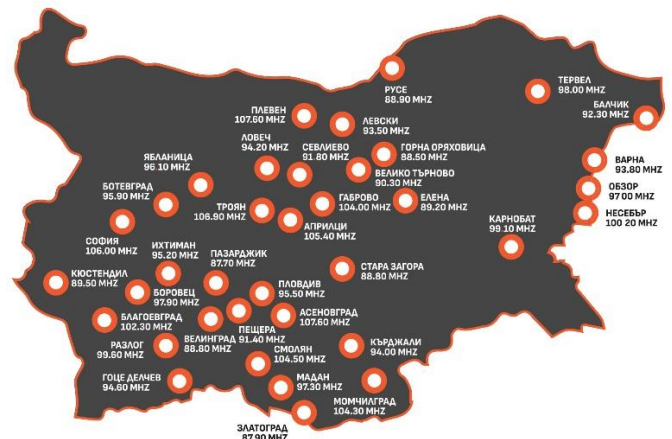 РУСЕ
88.90 MHZ
ТЕРВЕЛ
98.00 MHZ
БАЛЧИК
92.30 MHZ
ПЛЕВЕН
107.60 MHZ
ЛЕВСКИ
93.50 MHZ
ЛОВЕЧ
94.20 MHZ
СЕВЛИЕВО
91.80 MHZ
ГОРНА ОРЯХОВИЦА
88.50 MHZ
ВЕЛИКО ТЪРНОВО
90.30 MHZ
ВАРНА
93.80 MHZ
ОБЗОР
97 00 MHZ
НЕСЕБЪР
100 20 MHZ
ЯБЛАНИЦА
96.10 MHZ
БОТЕВГРАД
95.90 MHZ
ТРОЯН
106.90 MHZ
ГАБРОВО
104.00 MHZ
ЕЛЕНА
89.20 MHZ
АПРИЛЦИ
105.40 MHZ
КАРНОБАТ
99.10 MHZ
СОФИЯ
106.00 MHZ
ИХТИМАН
95.20 MHZ
ПАЗАРДЖИК
87.70 MHZ
СТАРА ЗАГОРА
88.80 MHZ
КЮСТЕНДИЛ
89.50 MHZ
БОРОВЕЦ
97.90 MHZ
ПЛОВДИВ
95.50 MHZ
БЛАГОЕВГРАД
102.30 MHZ
АСЕНОВГРАД
107.60 MHZ
ПЕЩЕРА
91.40 MHZ
РАЗЛОГ
99.60 MHZ
ВЕЛИНГРАД
88.80 MHZ
СМОЛЯН
104.50 MHZ
КЪРДЖАЛИ
94.00 MHZ
ГОЦЕ ДЕЛЧЕВ
94.60 MHZ
МАДАН
97.30 MHZ
МОМЧИЛГРАД
104.30 MHZ
ЗЛАТОГРАД
87.90 MHZ